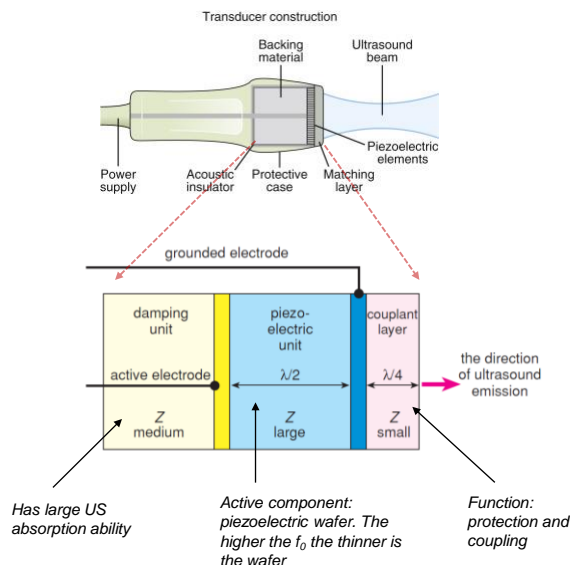 Transducer construction
Backing
material
Ultrasound
beam
Power
supply
Acoustic
insulator
Protective
case
Matching
layer
Piezoelectric
elements
grounded electrode
damping
unit
piezo-
electric
unit
couplant
layer
active electrode
λ/2
λ/4
the direction
of ultrasound
emission
Z
medium
Z
large
Z
small
Has large US
absorption ability
Active component:
piezoelectric wafer. The
higher the f₀ the thinner is
the wafer
Function:
protection and
coupling